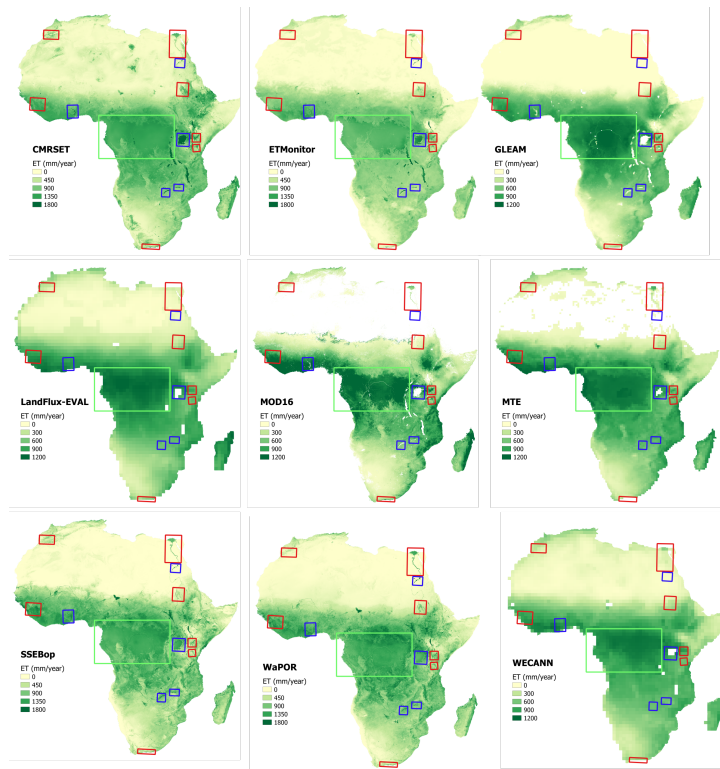 CMRSET
ET (mm/year)
0
450
900
1350
1800
ETMonitor
ET (mm/year)
0
450
900
1350
1800
GLEAM
ET (mm/year)
0
300
600
900
1200
LandFlux-EVAL
ET (mm/year)
0
300
600
900
1200
MOD16
ET (mm/year)
0
300
600
900
1200
MTE
ET (mm/year)
0
300
600
900
1200
SSEBop
ET (mm/year)
0
450
900
1350
1800
WaPOR
ET (mm/year)
0
450
900
1350
1800
WECANN
ET (mm/year)
0
300
600
900
1200